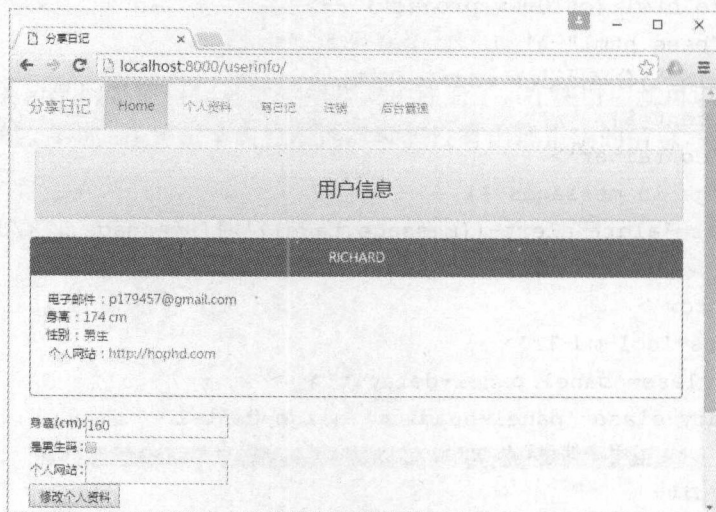 分享日记
localhost:8000/userinfo/
分享日记 Home 个人资料 写日记 注销 后台管理
用户信息
RICHARD
电子邮件：p179457@gmail.com
身高：174 cm
性别：男生
个人网站：http://hophd.com
身高(cm): 160
是男生吗:
个人网站:
修改个人资料